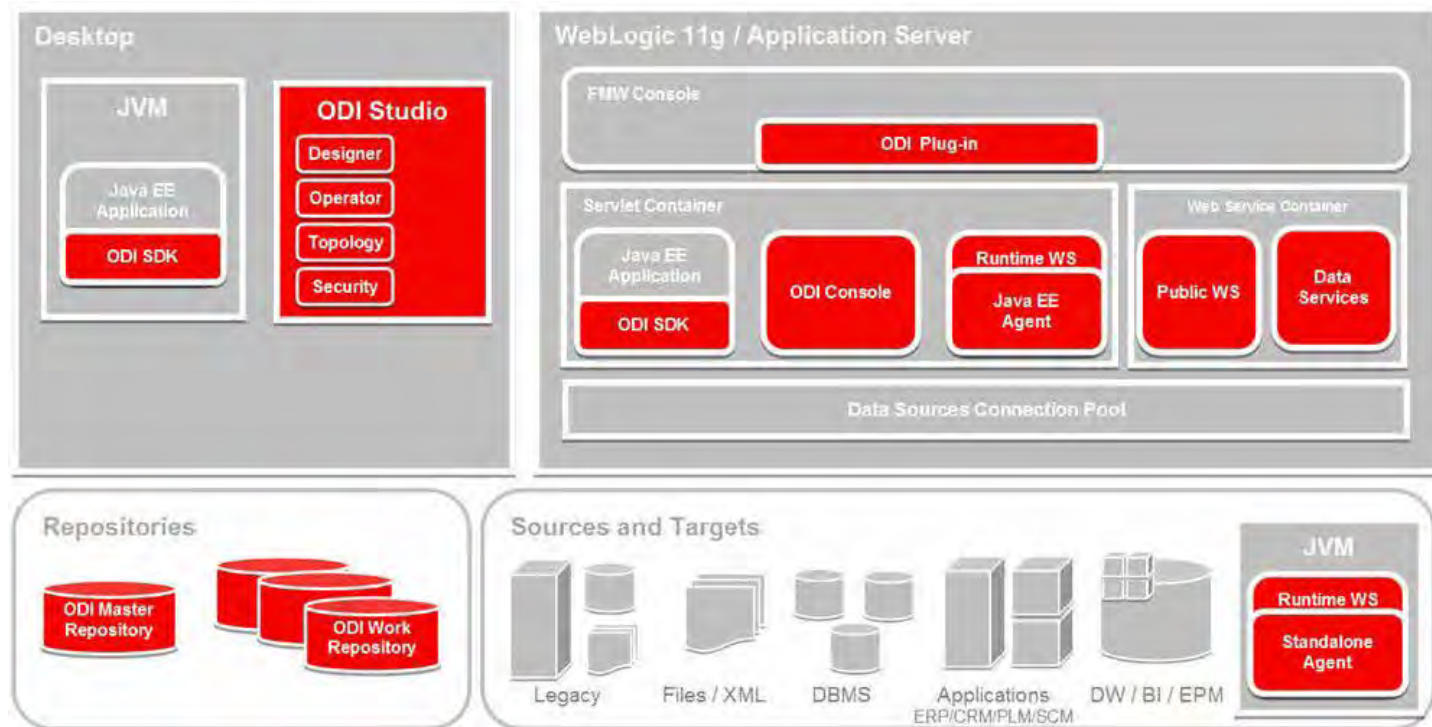 Desktop
JVM
Java EE
Application
ODI SDK
ODI Studio
Designer
Operator
Topology
Security
WebLogic 11g / Application Server
FMW Console
ODI Plug-in
Servlet Container
Java EE
Application
ODI SDK
ODI Console
Runtime WS
Java EE
Agent
Web Service Container
Public WS
Data
Services
Data Sources Connection Pool
Repositories
ODI Master
Repository
ODI Work
Repository
Sources and Targets
Legacy
Files / XML
DBMS
Applications
ERP/CRM/PLM/SCM
DW / BI / EPM
JVM
Runtime WS
Standalone
Agent